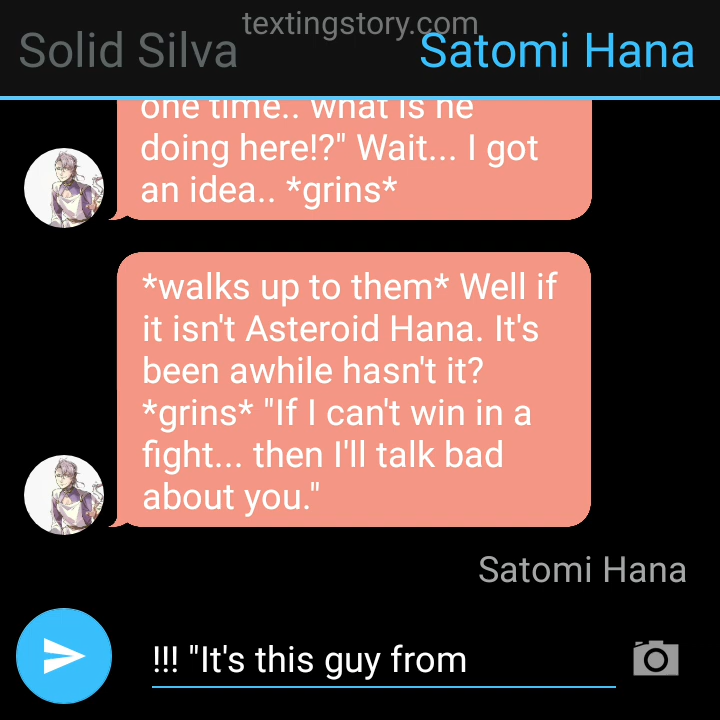 textingstory.com
Solid Silva Satomi Hana
one time.. what is he
doing here!?" Wait... I got
an idea.. *grins*
*walks up to them* Well if
it isn't Asteroid Hana. It's
been awhile hasn't it?
*grins* "If I can't win in a
fight... then I'll talk bad
about you."
Satomi Hana
!!! "It's this guy from